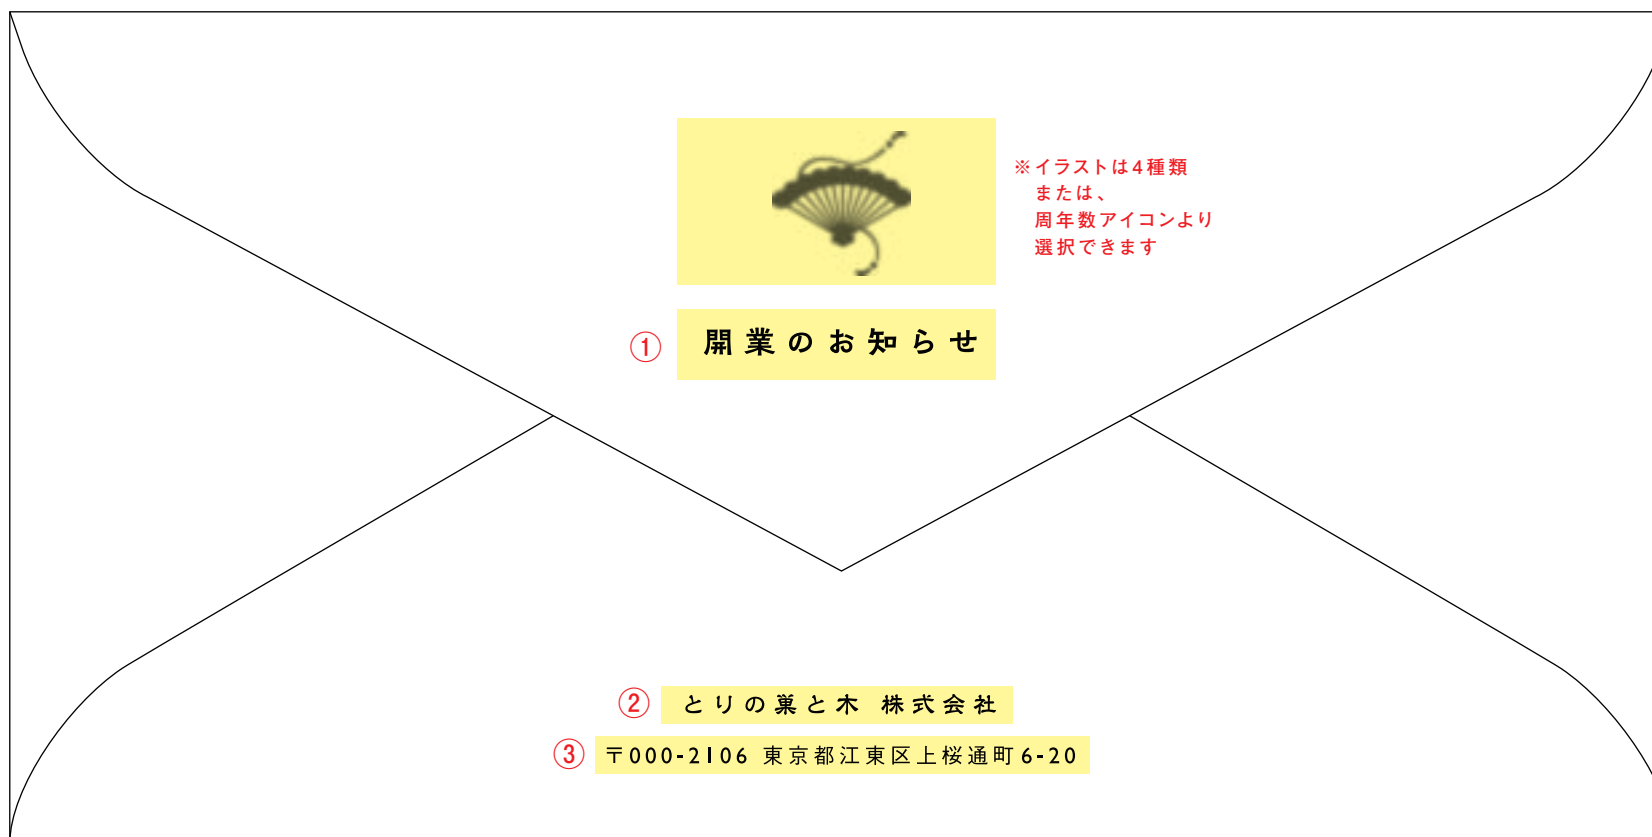 ※イラストは4種類
または、
周年数アイコンより
選択できます
① 開業のお知らせ
② とりの巣と木 株式会社
③ 〒000-2106 東京都江東区上桜通町6-20